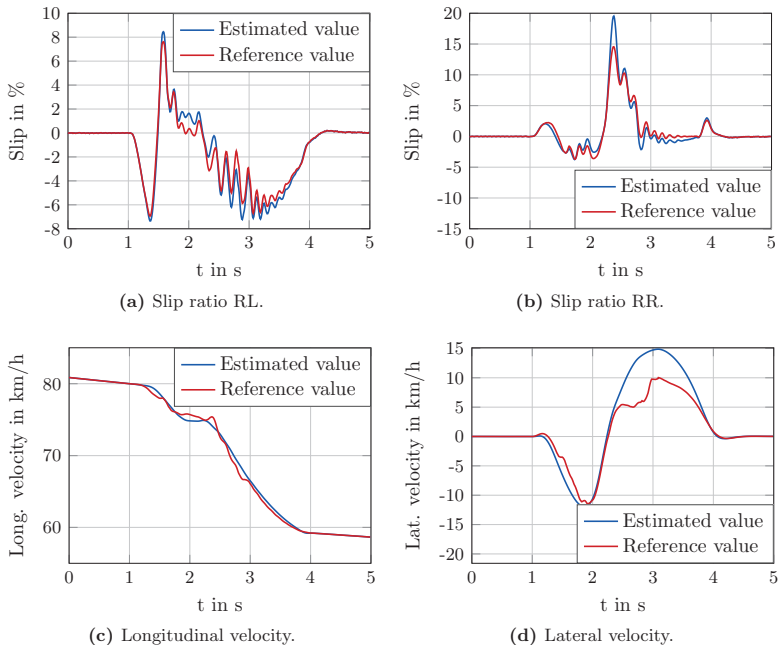 10
8
6
4
2
0
-2
-4
-6
-8
0
1
2
3
4
5
Slip in %
t in s
Estimated value
Reference value
(a) Slip ratio RL.
20
15
10
5
0
-5
-10
-15
0
1
2
3
4
5
Slip in %
t in s
Estimated value
Reference value
(b) Slip ratio RR.
80
70
60
0
1
2
3
4
5
Long. velocity in km/h
t in s
Estimated value
Reference value
(c) Longitudinal velocity.
15
10
5
0
-5
-10
-15
-20
0
1
2
3
4
5
Lat. velocity in km/h
t in s
Estimated value
Reference value
(d) Lateral velocity.